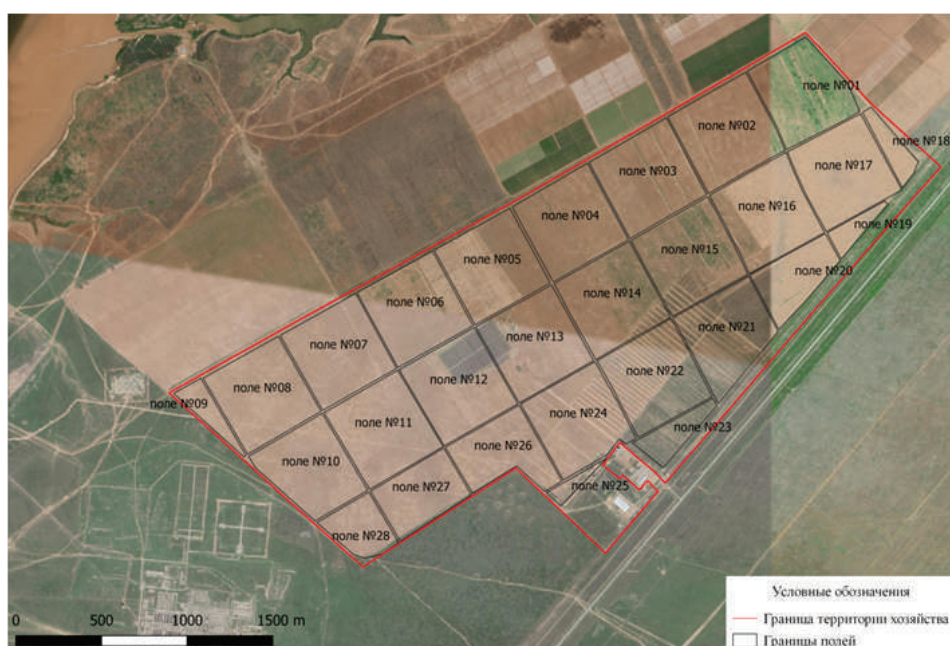 поле №01
поле №02
поле №18
поле №03
поле №17
поле №04
поле №16
поле №19
поле №15
поле №05
поле №20
поле №06
поле №14
поле №21
поле №13
поле №07
поле №22
поле №12
поле №08
поле №09
поле №24
поле №23
поле №11
поле №26
поле №10
поле №25
поле №27
поле №28
0 500 1000 1500 m
Условные обозначения
Граница территории хозяйства
Границы полей